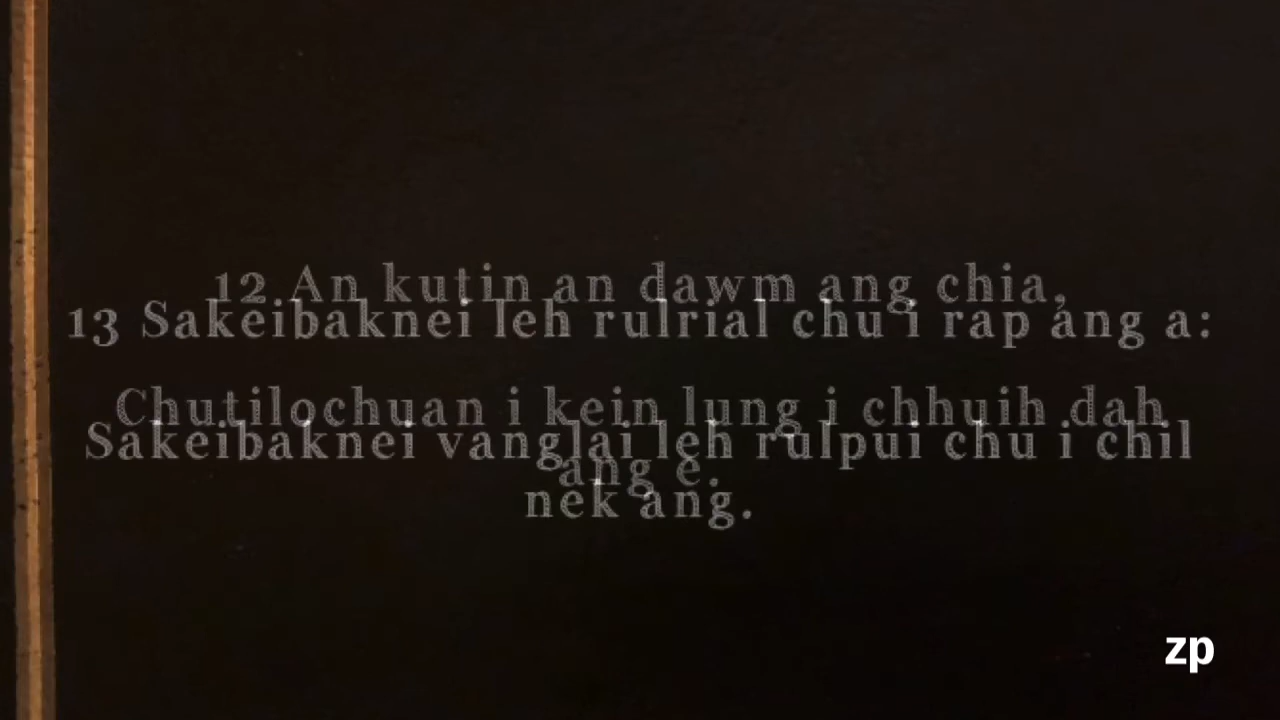 12.An kutin an dawm ang chia,
13 Sakeibaknei leh rulrial chu i rap ang a:
Chutilochuan i kein lung i chhuih dah
Sakeibaknei vanglai leh rulpui chu i chil
ang e.
nek ang.
zp